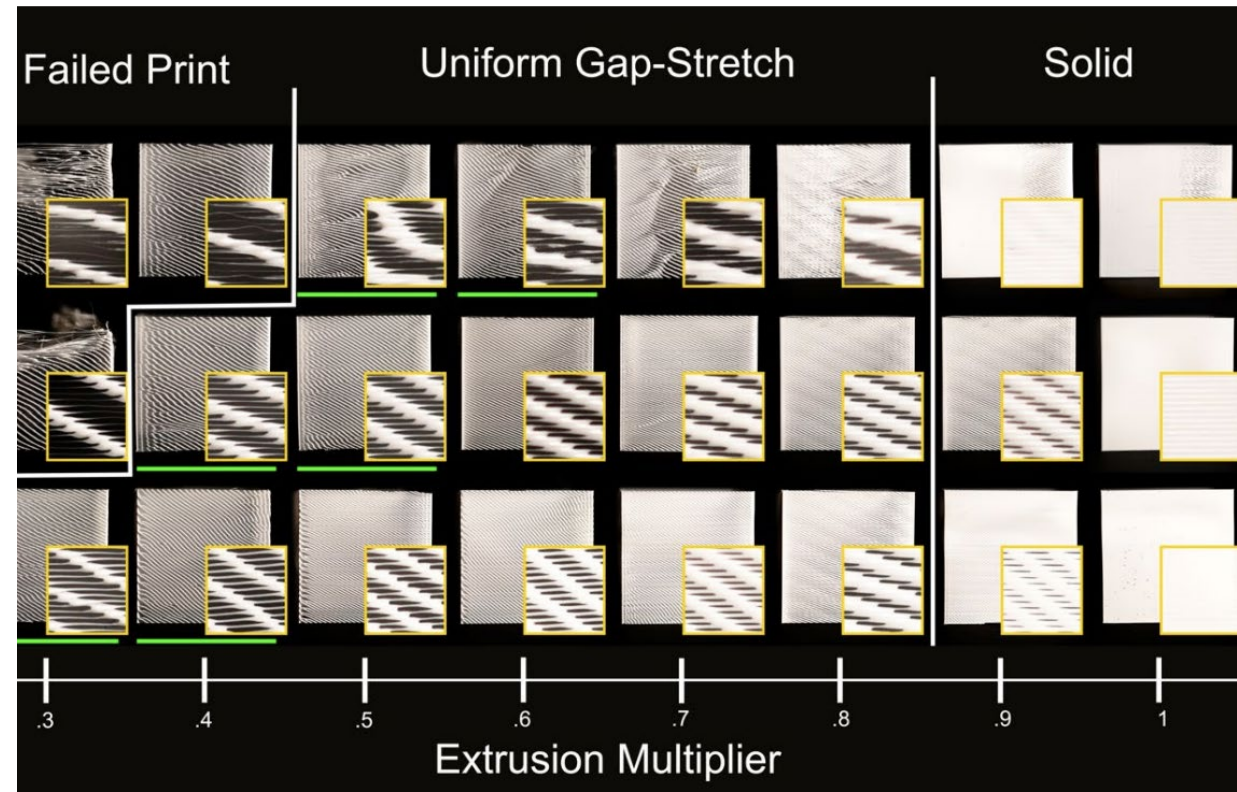 Failed Print
Uniform Gap-Stretch
Solid
.3
.4
.5
.6
.7
.8
.9
1
Extrusion Multiplier